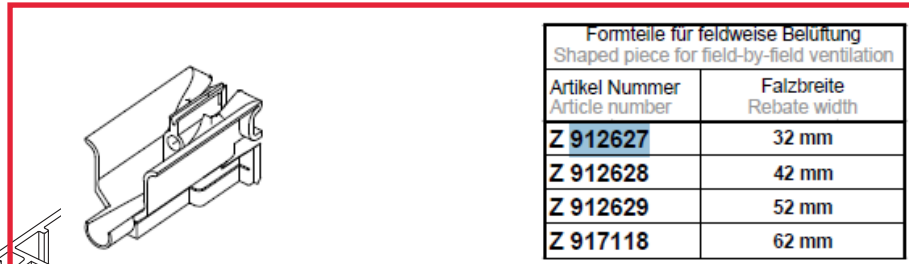 Formteile für feldweise Belüftung
Shaped piece for field-by-field ventilation
Artikel Nummer Falzbreite
Article number Rebate width
Z 912627 32 mm
Z 912628 42 mm
Z 912629 52 mm
Z 917118 62 mm